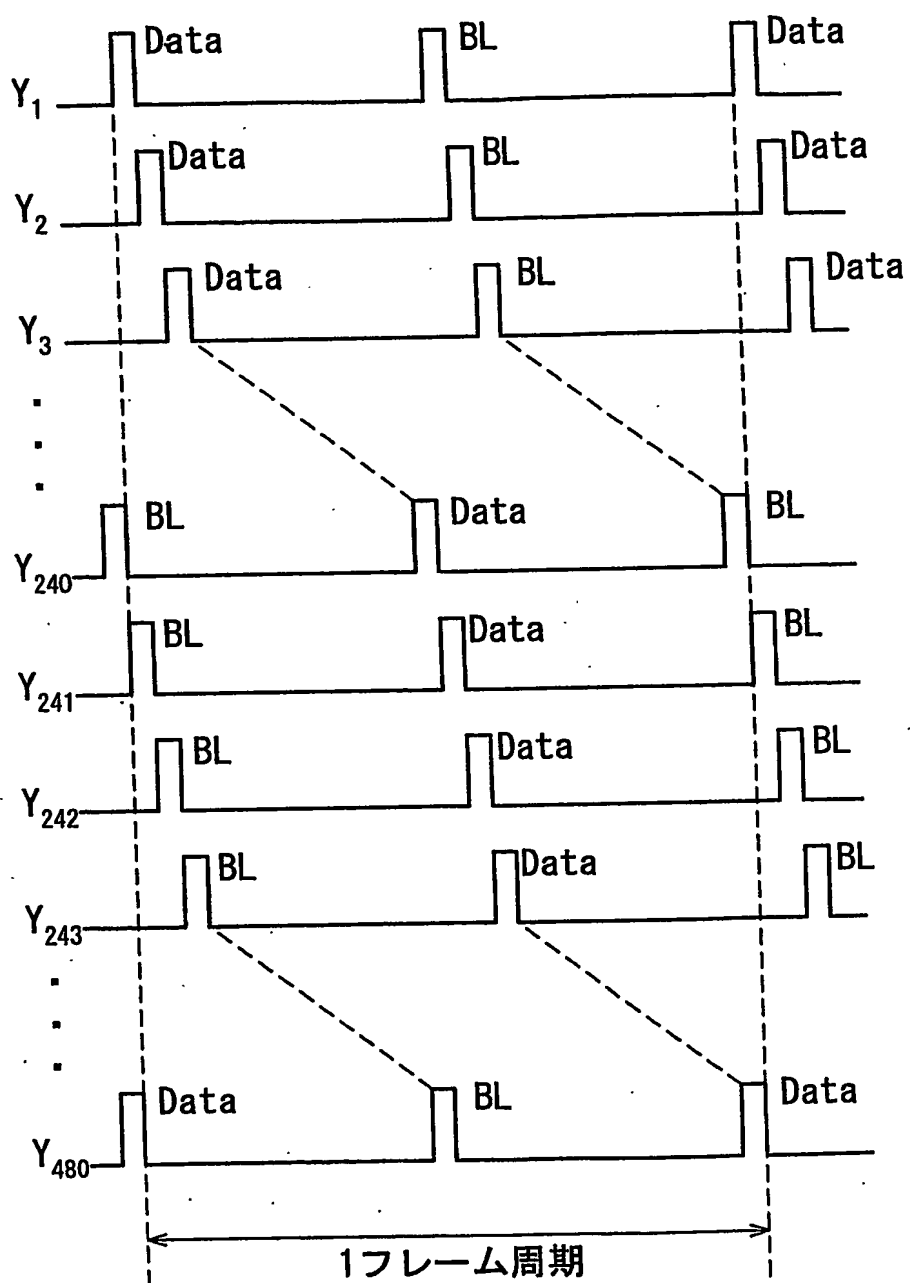 Y1 Data BL Data
Y2 Data BL Data
Y3 Data BL Data
Y240 BL Data BL
Y241 BL Data BL
Y242 BL Data BL
Y243 BL Data BL
Y480 Data BL Data
1フレーム周期